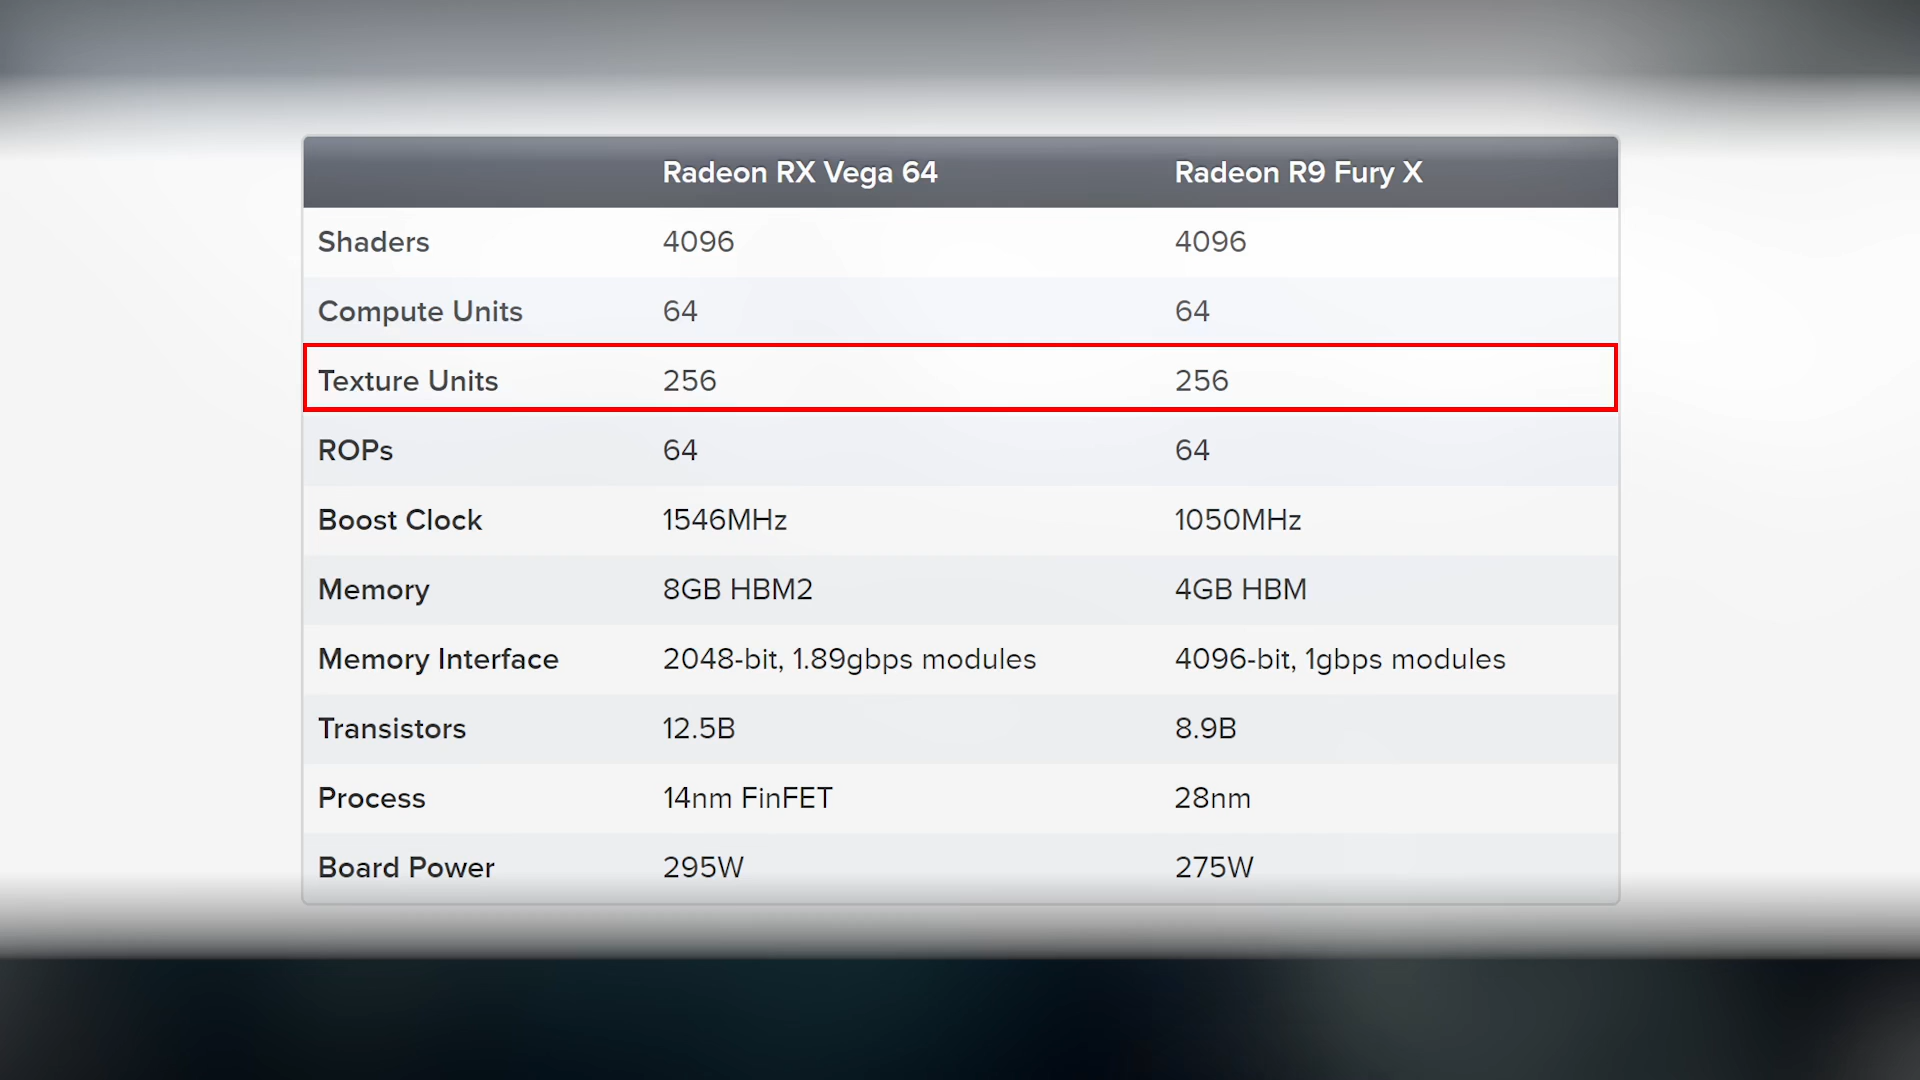 Radeon RX Vega 64 Radeon R9 Fury X
Shaders 4096 4096
Compute Units 64 64
Texture Units 256 256
ROPs 64 64
Boost Clock 1546MHz 1050MHz
Memory 8GB HBM2 4GB HBM
Memory Interface 2048-bit, 1.89gbps modules 4096-bit, 1gbps modules
Transistors 12.5B 8.9B
Process 14nm FinFET 28nm
Board Power 295W 275W